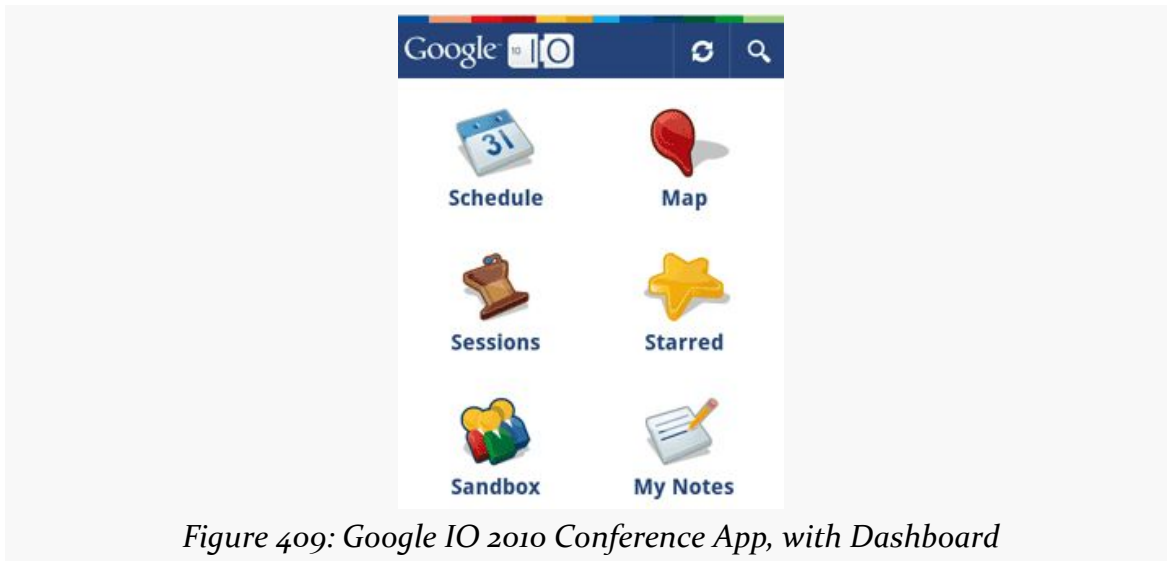 Google 10 IO
31
Schedule Map
Sessions Starred
Sandbox My Notes
Figure 409: Google IO 2010 Conference App, with Dashboard